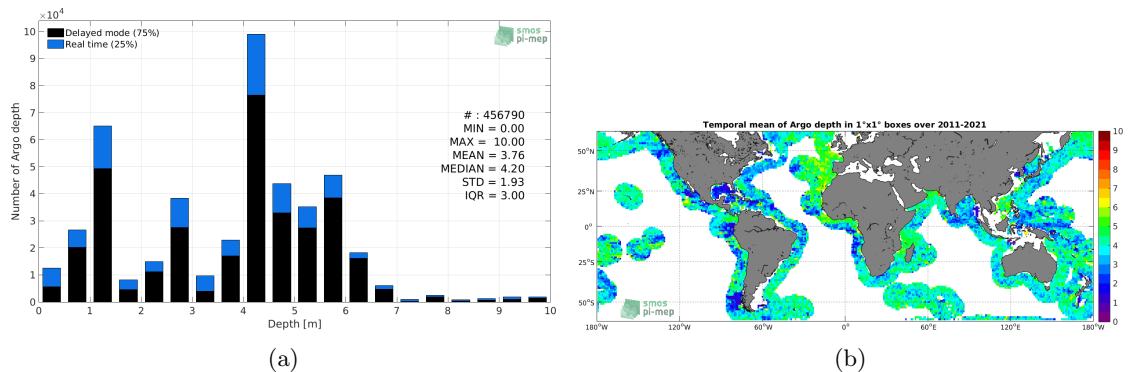 ×10⁴
10
9
8
7
6
5
4
3
2
1
0
Number of Argo depth
Delayed mode (75%)
Real time (25%)
smos
pi-mep
# : 456790
MIN = 0.00
MAX = 10.00
MEAN = 3.76
MEDIAN = 4.20
STD = 1.93
IQR = 3.00
0 1 2 3 4 5 6 7 8 9 10
Depth [m]
(a)
Temporal mean of Argo depth in 1°x1° boxes over 2011-2021
50°N
25°N
0°
25°S
50°S
smos
pi-mep
180°W 120°W 60°W 0° 60°E 120°E 180°W
10
9
8
7
6
5
4
3
2
1
0
(b)